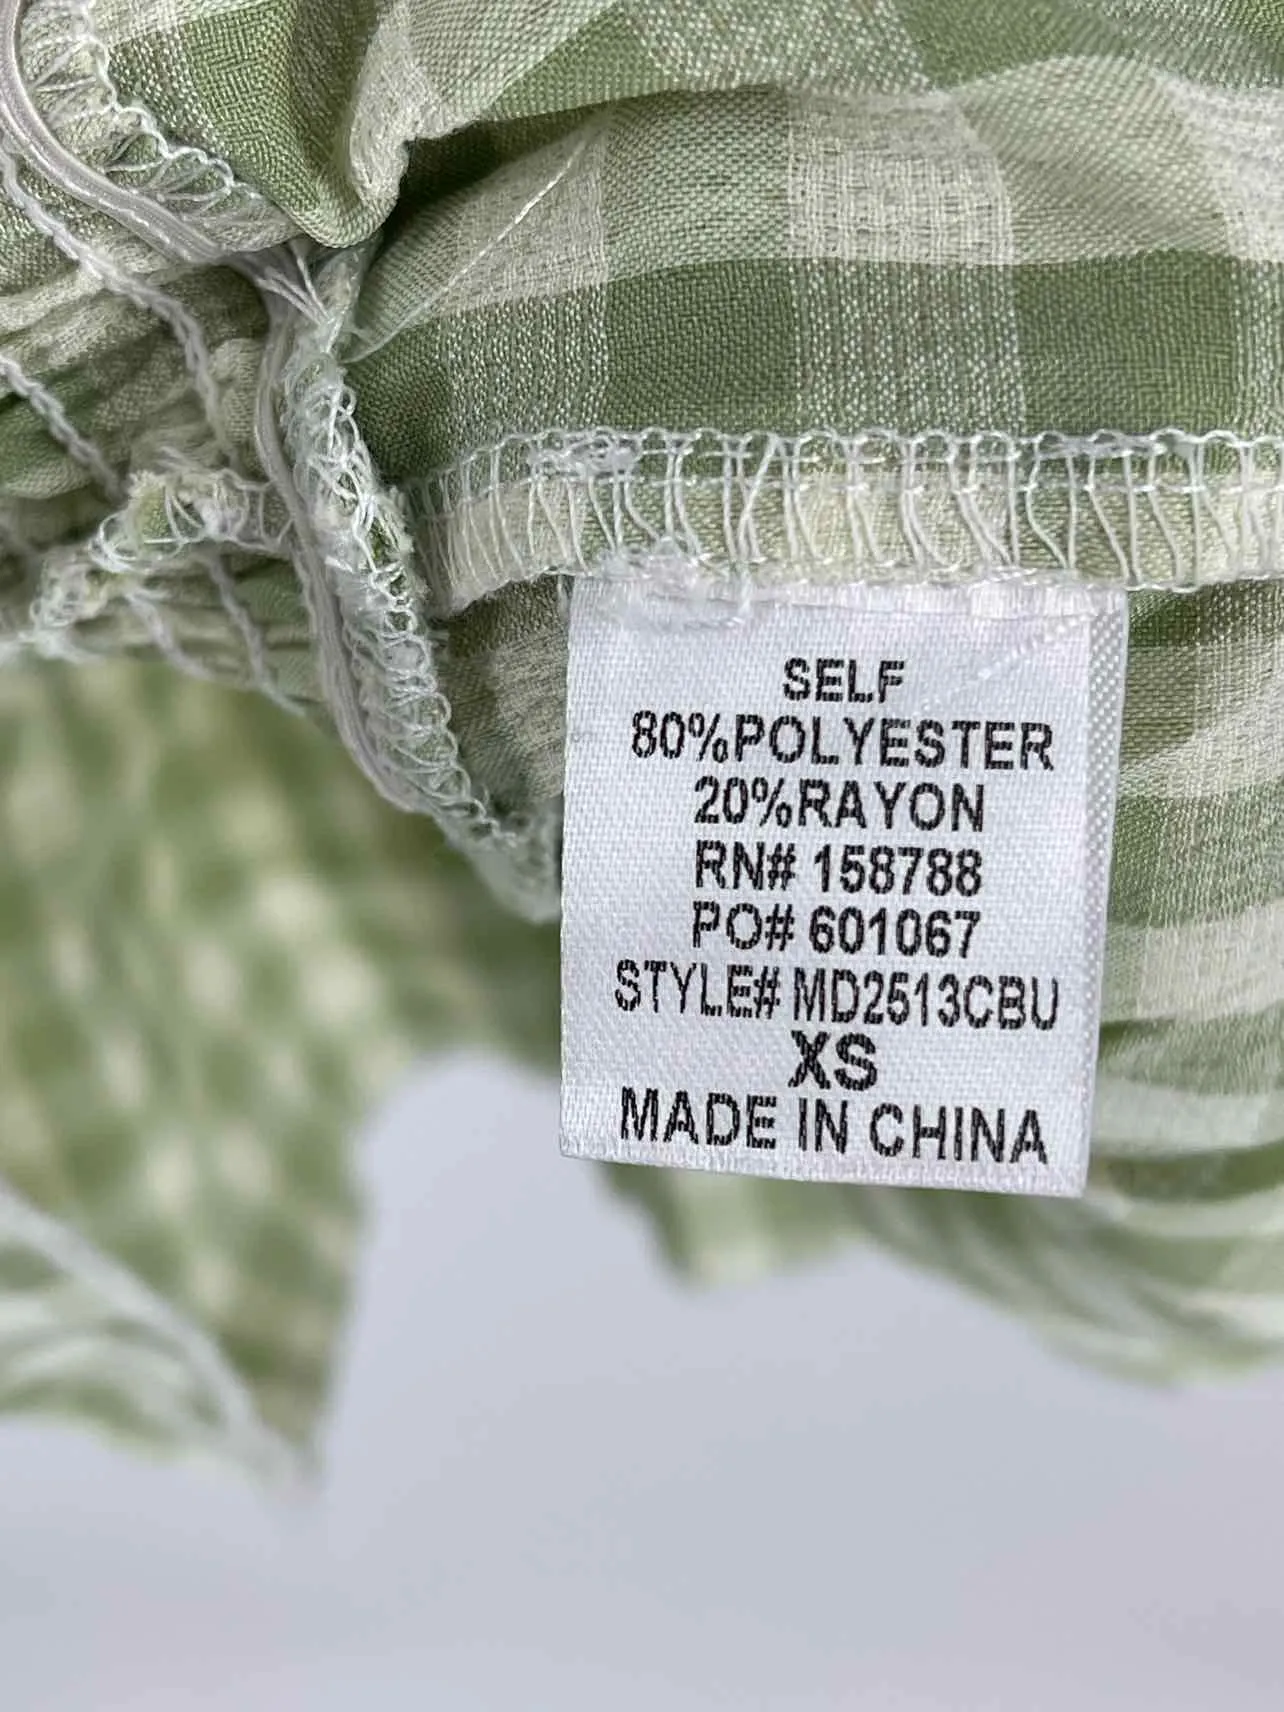 SELF
80%POLYESTER
20%RAYON
RN# 158788
PO# 601067
STYLE# MD2513CBU
XS
MADE IN CHINA